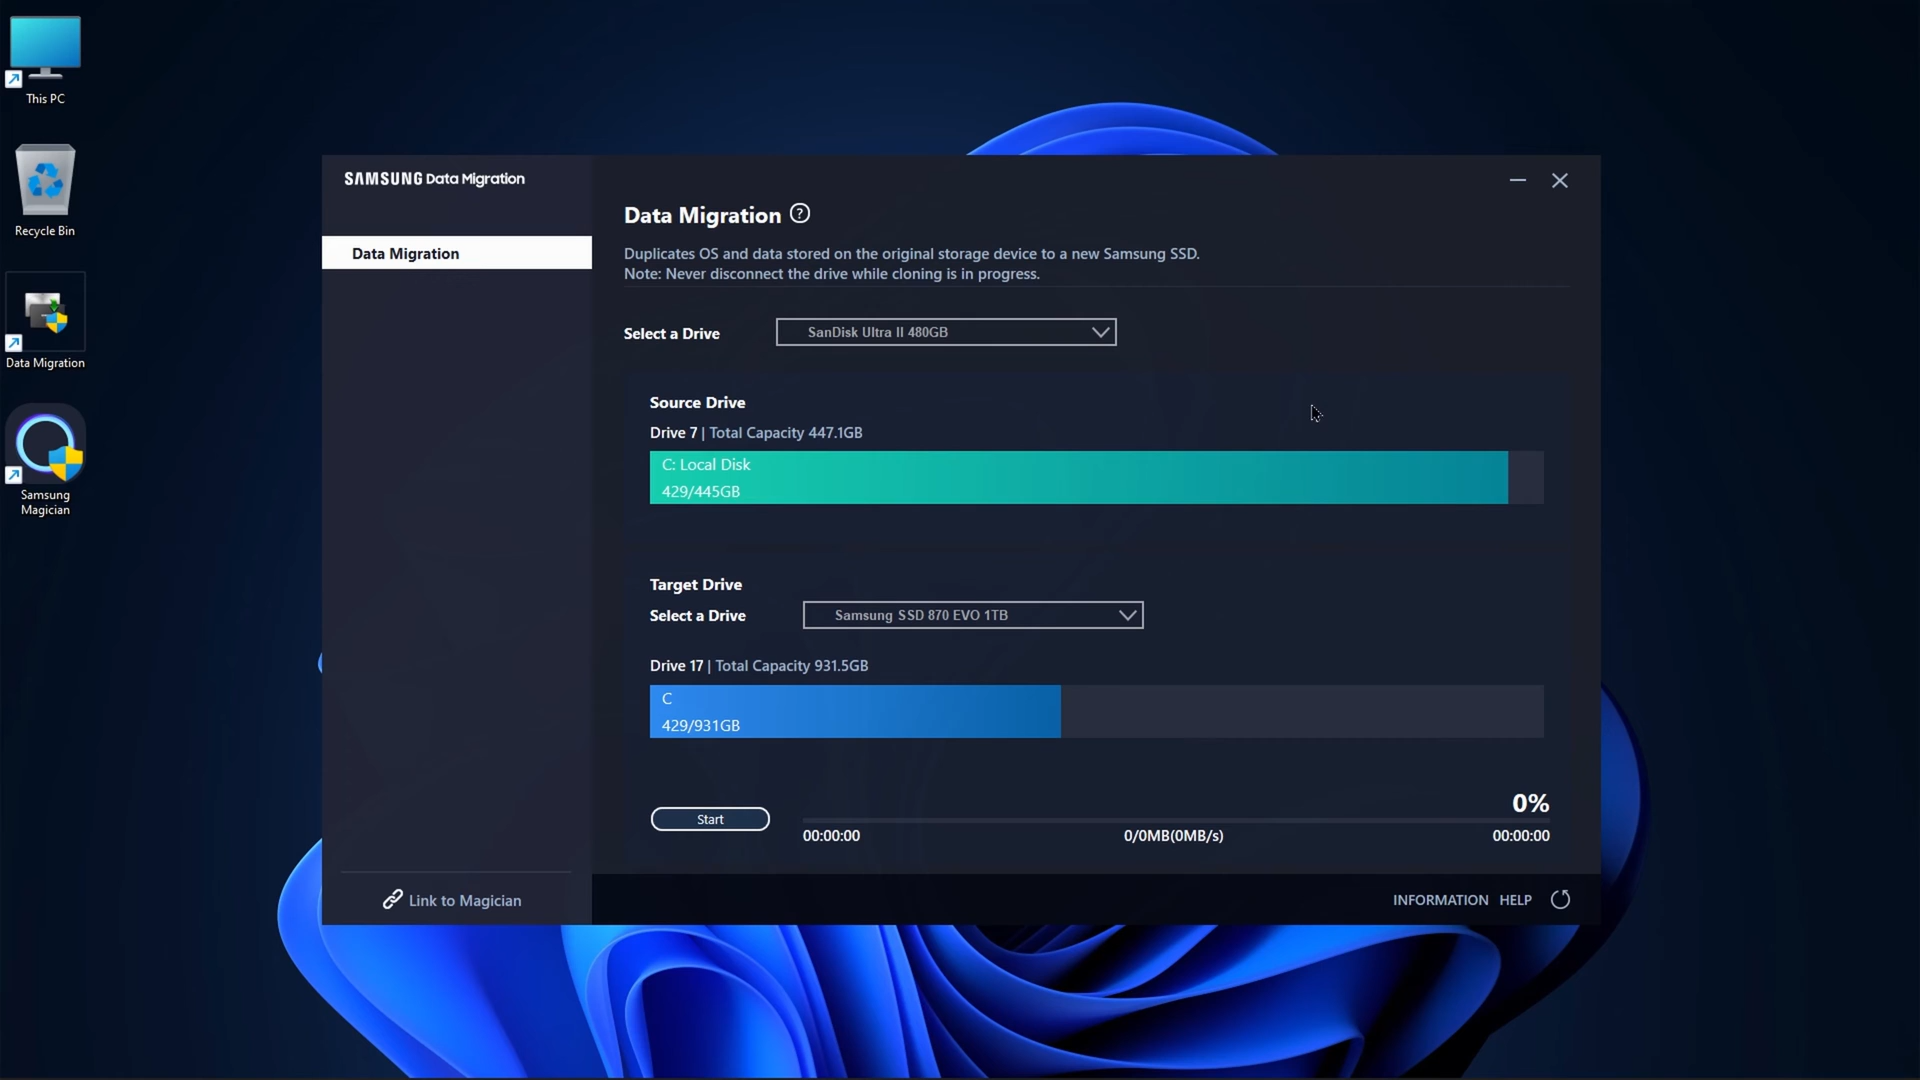 This PC
Recycle Bin
Data Migration
Samsung
Magician
SAMSUNG Data Migration
Data Migration
Data Migration ?
Duplicates OS and data stored on the original storage device to a new Samsung SSD.
Note: Never disconnect the drive while cloning is in progress.
Select a Drive
SanDisk Ultra II 480GB
Source Drive
Drive 7 | Total Capacity 447.1GB
C: Local Disk
429/445GB
Target Drive
Select a Drive
Samsung SSD 870 EVO 1TB
Drive 17 | Total Capacity 931.5GB
C
429/931GB
Start
0%
00:00:00
0/0MB(0MB/s)
00:00:00
Link to Magician
INFORMATION HELP